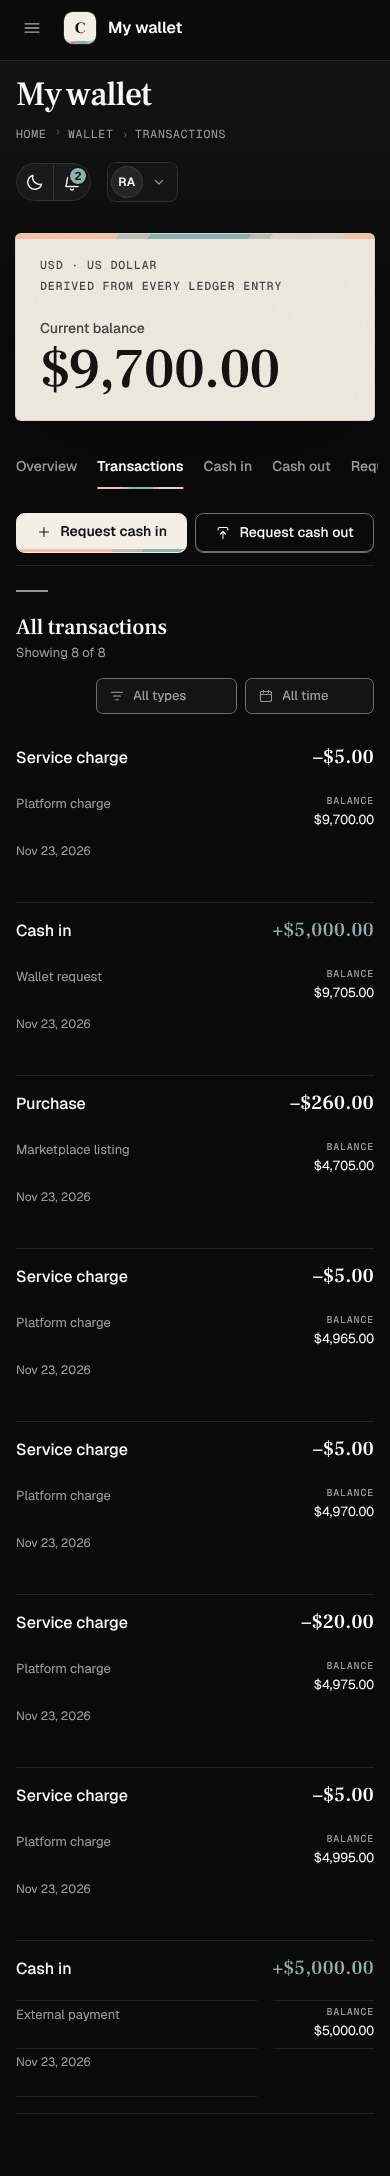 C My wallet
My wallet
HOME › WALLET › TRANSACTIONS
2 RA
USD · US DOLLAR
DERIVED FROM EVERY LEDGER ENTRY
Current balance
$9,700.00
Overview Transactions Cash in Cash out Requ
+ Request cash in Request cash out
All transactions
Showing 8 of 8
All types All time
Service charge –$5.00
Platform charge BALANCE
$9,700.00
Nov 23, 2026
Cash in +$5,000.00
Wallet request BALANCE
$9,705.00
Nov 23, 2026
Purchase –$260.00
Marketplace listing BALANCE
$4,705.00
Nov 23, 2026
Service charge –$5.00
Platform charge BALANCE
$4,965.00
Nov 23, 2026
Service charge –$5.00
Platform charge BALANCE
$4,970.00
Nov 23, 2026
Service charge –$20.00
Platform charge BALANCE
$4,975.00
Nov 23, 2026
Service charge –$5.00
Platform charge BALANCE
$4,995.00
Nov 23, 2026
Cash in +$5,000.00
External payment BALANCE
$5,000.00
Nov 23, 2026